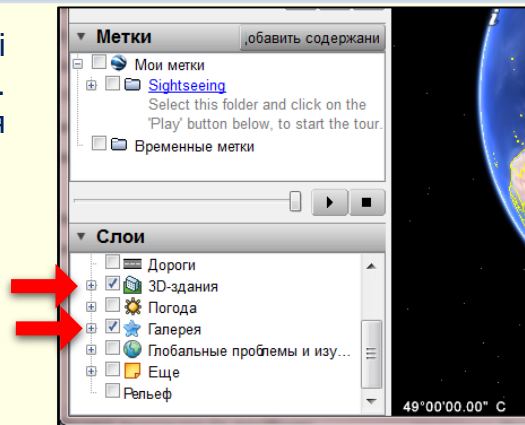 і
.
я
Метки
,обавить содержани
Мои метки
Sightseeing
Select this folder and click on the
'Play' button below, to start the tour.
Временные метки
Слои
Дороги
3D-здания
Погода
Галерея
Глобальные проблемы и изу...
Еще
Рельеф
49°00'00.00" С